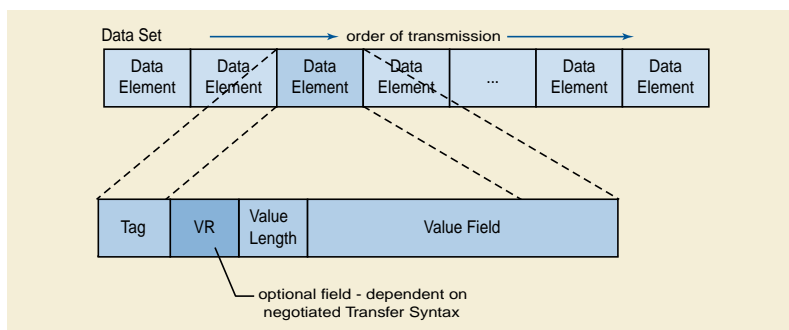 Data Set order of transmission
Data Element Data Element Data Element Data Element ... Data Element Data Element
Tag VR Value Length Value Field
optional field - dependent on
negotiated Transfer Syntax